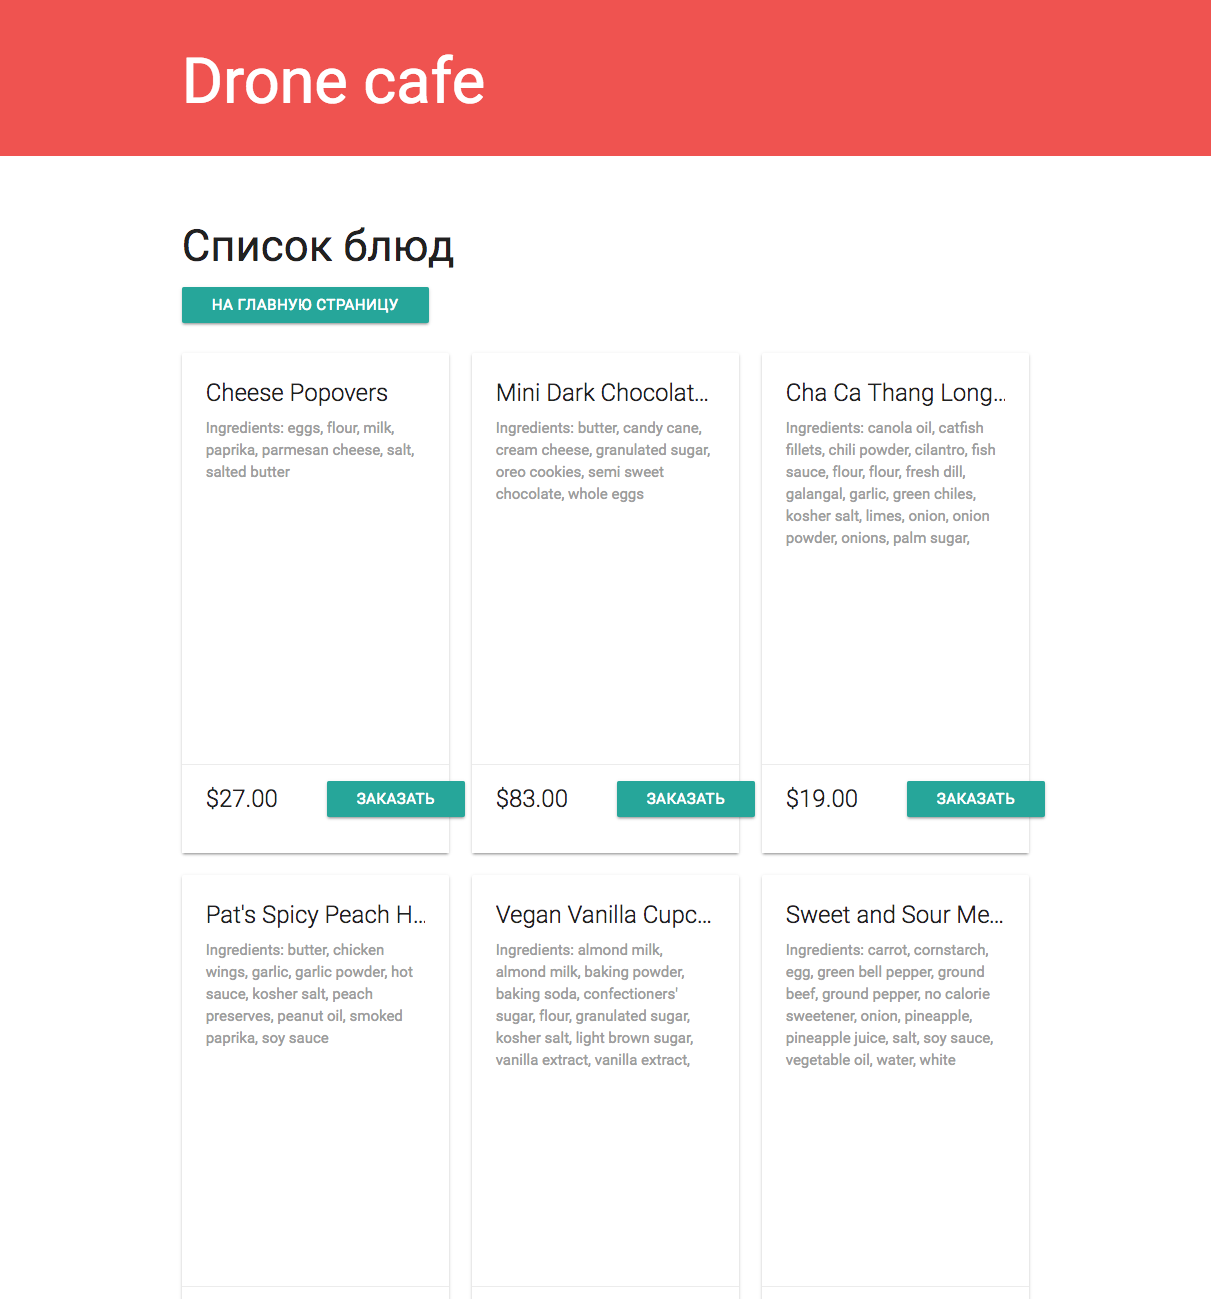 Drone cafe
Список блюд
НА ГЛАВНУЮ СТРАНИЦУ
Cheese Popovers
Ingredients: eggs, flour, milk,
paprika, parmesan cheese, salt,
salted butter
$27.00
ЗАКАЗАТЬ
Mini Dark Chocolat...
Ingredients: butter, candy cane,
cream cheese, granulated sugar,
oreo cookies, semi sweet
chocolate, whole eggs
$83.00
ЗАКАЗАТЬ
Cha Ca Thang Long...
Ingredients: canola oil, catfish
fillets, chili powder, cilantro, fish
sauce, flour, flour, fresh dill,
galangal, garlic, green chiles,
kosher salt, limes, onion, onion
powder, onions, palm sugar,
$19.00
ЗАКАЗАТЬ
Pat's Spicy Peach H...
Ingredients: butter, chicken
wings, garlic, garlic powder, hot
sauce, kosher salt, peach
preserves, peanut oil, smoked
paprika, soy sauce
Vegan Vanilla Cupc...
Ingredients: almond milk,
almond milk, baking powder,
baking soda, confectioners'
sugar, flour, granulated sugar,
kosher salt, light brown sugar,
vanilla extract, vanilla extract,
Sweet and Sour Me...
Ingredients: carrot, cornstarch,
egg, green bell pepper, ground
beef, ground pepper, no calorie
sweetener, onion, pineapple,
pineapple juice, salt, soy sauce,
vegetable oil, water, white